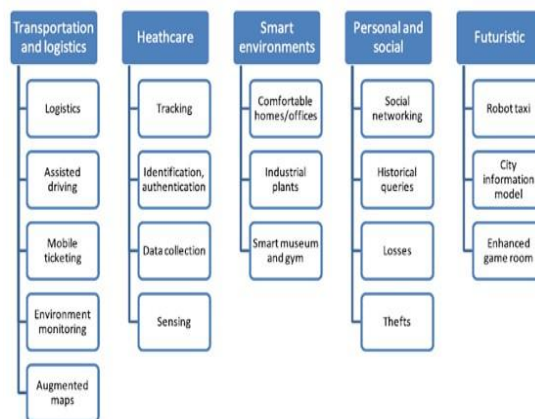 Transportation
and logistics
Logistics
Assisted
driving
Mobile
ticketing
Environment
monitoring
Augmented
maps
Heathcare
Tracking
Identification,
authentication
Data collection
Sensing
Smart
environments
Comfortable
homes/offices
Industrial
plants
Smart museum
and gym
Personal and
social
Social
networking
Historical
queries
Losses
Thefts
Futuristic
Robot taxi
City
information
model
Enhanced
game room